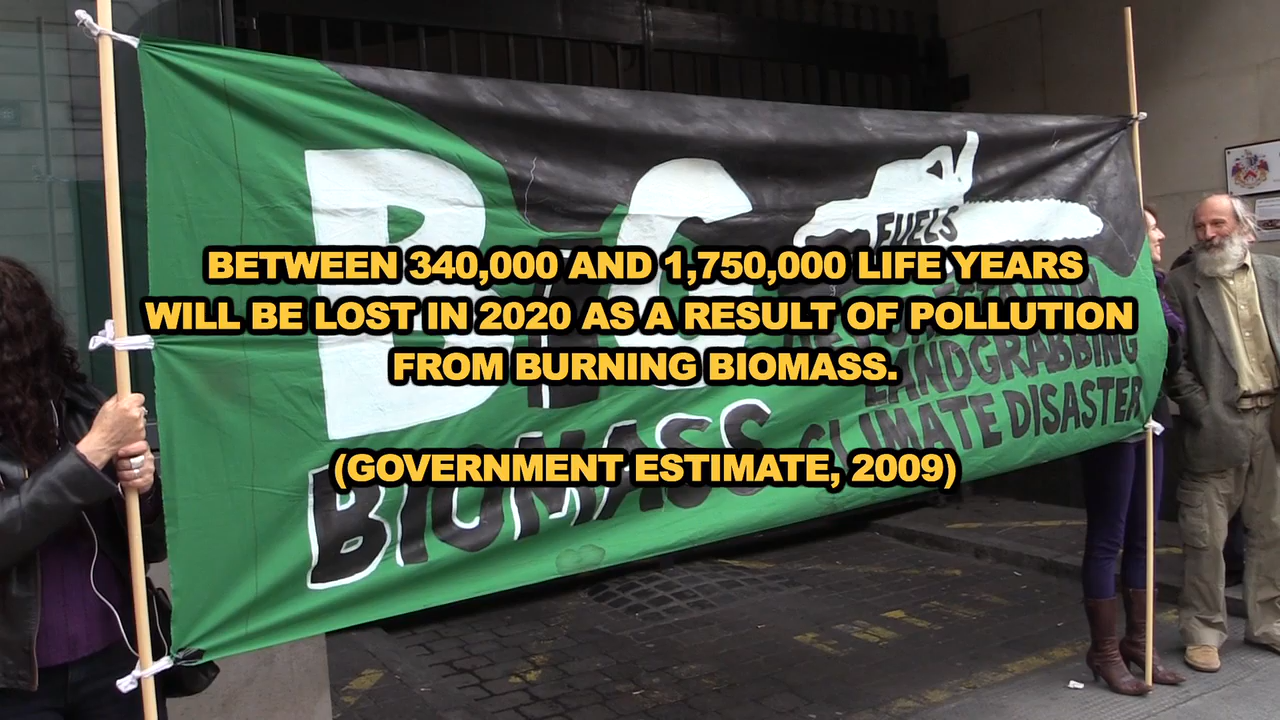 BIG
FUELS
BETWEEN 340,000 AND 1,750,000 LIFE YEARS
WILL BE LOST IN 2020 AS A RESULT OF POLLUTION
FROM BURNING BIOMASS.
LANDGRABBING
CLIMATE DISASTER
(GOVERNMENT ESTIMATE, 2009)
BIOMASS